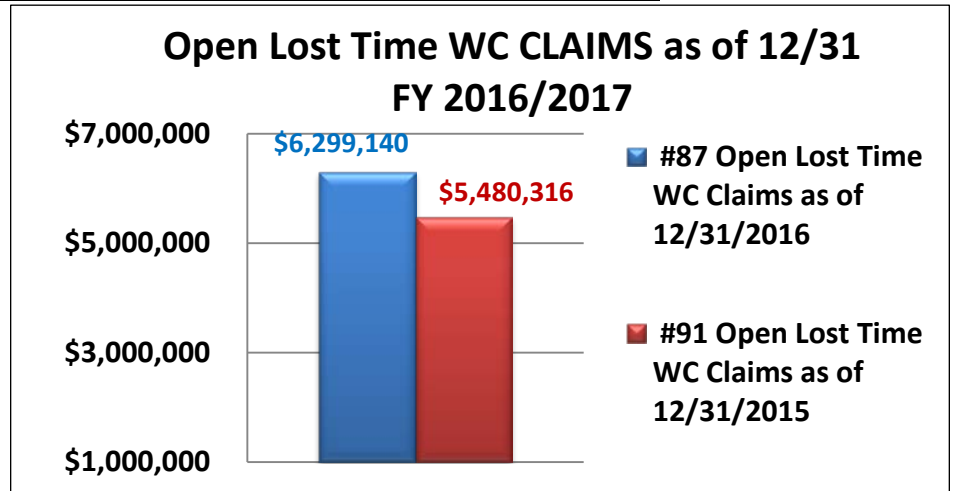 Open Lost Time WC CLAIMS as of 12/31
FY 2016/2017
$7,000,000
$5,000,000
$3,000,000
$1,000,000
$6,299,140
$5,480,316
#87 Open Lost Time
WC Claims as of
12/31/2016
#91 Open Lost Time
WC Claims as of
12/31/2015